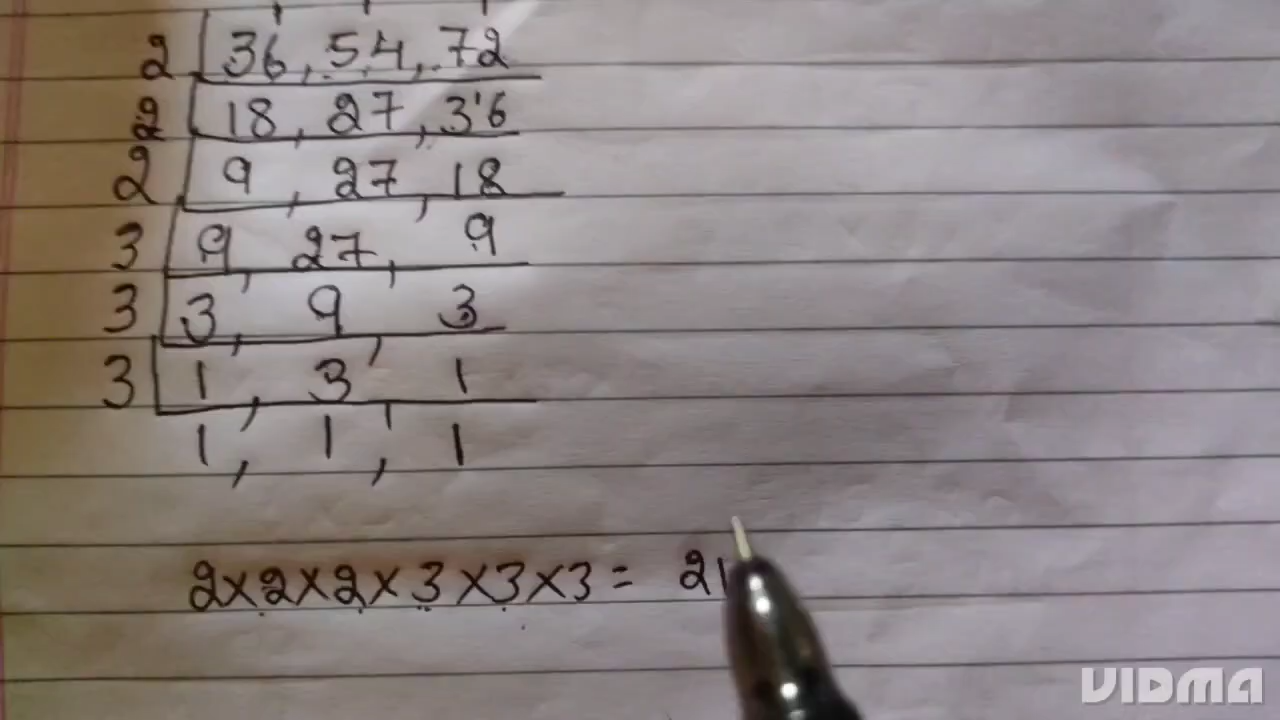 2 36, 54, 72
2 18, 27, 36
2 9, 27, 18
3 9, 27, 9
3 3, 9, 3
3 1, 3, 1
1, 1, 1
2×2×2×3×3×3= 21
VIDMA